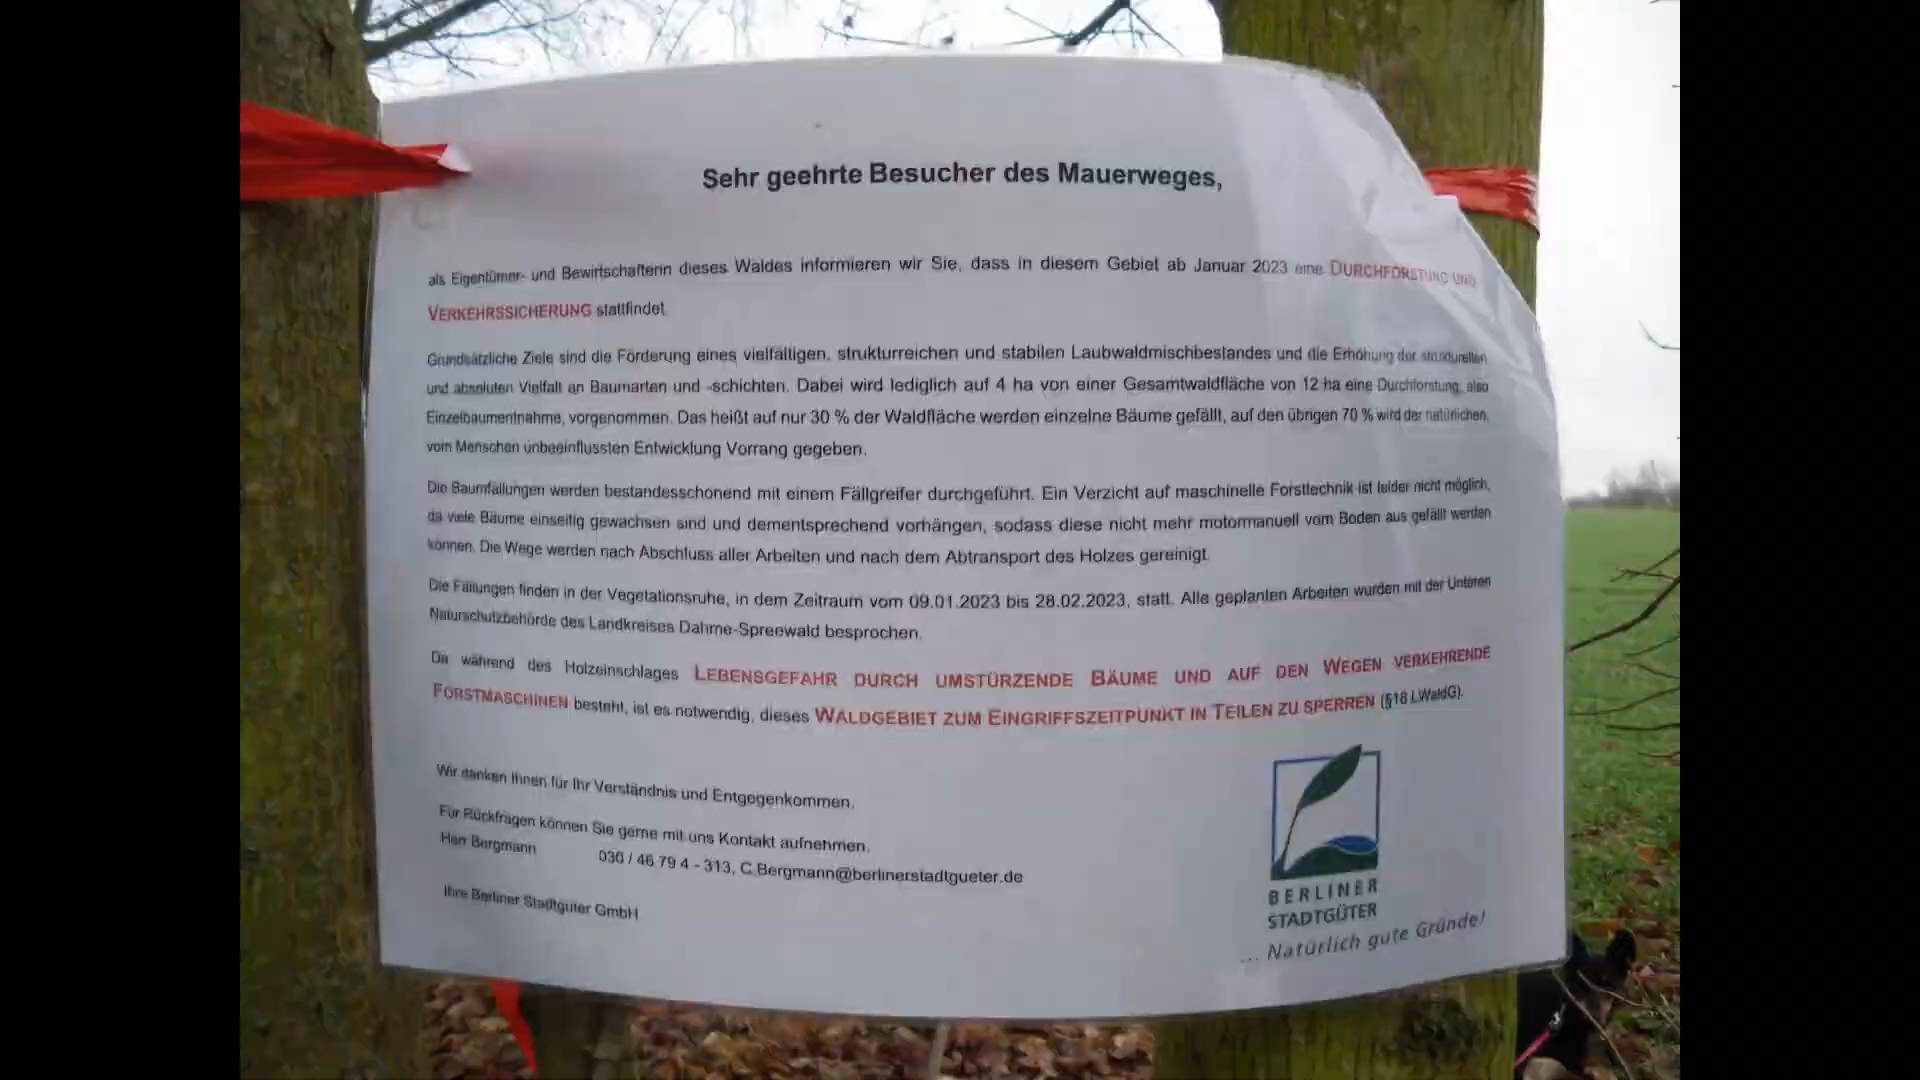 Sehr geehrte Besucher des Mauerweges,
als Eigentümer- und Bewirtschafterin dieses Waldes informieren wir Sie, dass in diesem Gebiet ab Januar 2023 eine DURCHFORSTUNG UND
VERKEHRSSICHERUNG stattfindet.
Grundsätzliche Ziele sind die Förderung eines vielfältigen, strukturreichen und stabilen Laubwaldmischbestandes und die Erhöhung der strukturellen
und absoluten Vielfalt an Baumarten und -schichten. Dabei wird lediglich auf 4 ha von einer Gesamtwaldfläche von 12 ha eine Durchforstung, also
Einzelbaumentnahme, vorgenommen. Das heißt auf nur 30 % der Waldfläche werden einzelne Bäume gefällt, auf den übrigen 70 % wird der natürlichen,
vom Menschen unbeeinflussten Entwicklung Vorrang gegeben.
Die Baumfällungen werden bestandesschonend mit einem Fällgreifer durchgeführt. Ein Verzicht auf maschinelle Forsttechnik ist leider nicht möglich,
da viele Bäume einseitig gewachsen sind und dementsprechend vorhängen, sodass diese nicht mehr motormanuell vom Boden aus gefällt werden
können. Die Wege werden nach Abschluss aller Arbeiten und nach dem Abtransport des Holzes gereinigt.
Die Fällungen finden in der Vegetationsruhe, in dem Zeitraum vom 09.01.2023 bis 28.02.2023, statt. Alle geplanten Arbeiten wurden mit der Unteren
Naturschutzbehörde des Landkreises Dahme-Spreewald besprochen.
Da während des Holzeinschlages LEBENSGEFAHR DURCH UMSTÜRZENDE BÄUME UND AUF DEN WEGEN VERKEHRENDE
FORSTMASCHINEN besteht, ist es notwendig, dieses WALDGEBIET ZUM EINGRIFFSZEITPUNKT IN TEILEN ZU SPERREN (§18 LWaldG).
Wir danken Ihnen für Ihr Verständnis und Entgegenkommen.
Für Rückfragen können Sie gerne mit uns Kontakt aufnehmen.
Herr Bergmann 030 / 46 79 4 - 313, C.Bergmann@berlinerstadtgueter.de
Ihre Berliner Stadtgüter GmbH
BERLINER
STADTGÜTER
... Natürlich gute Gründe!